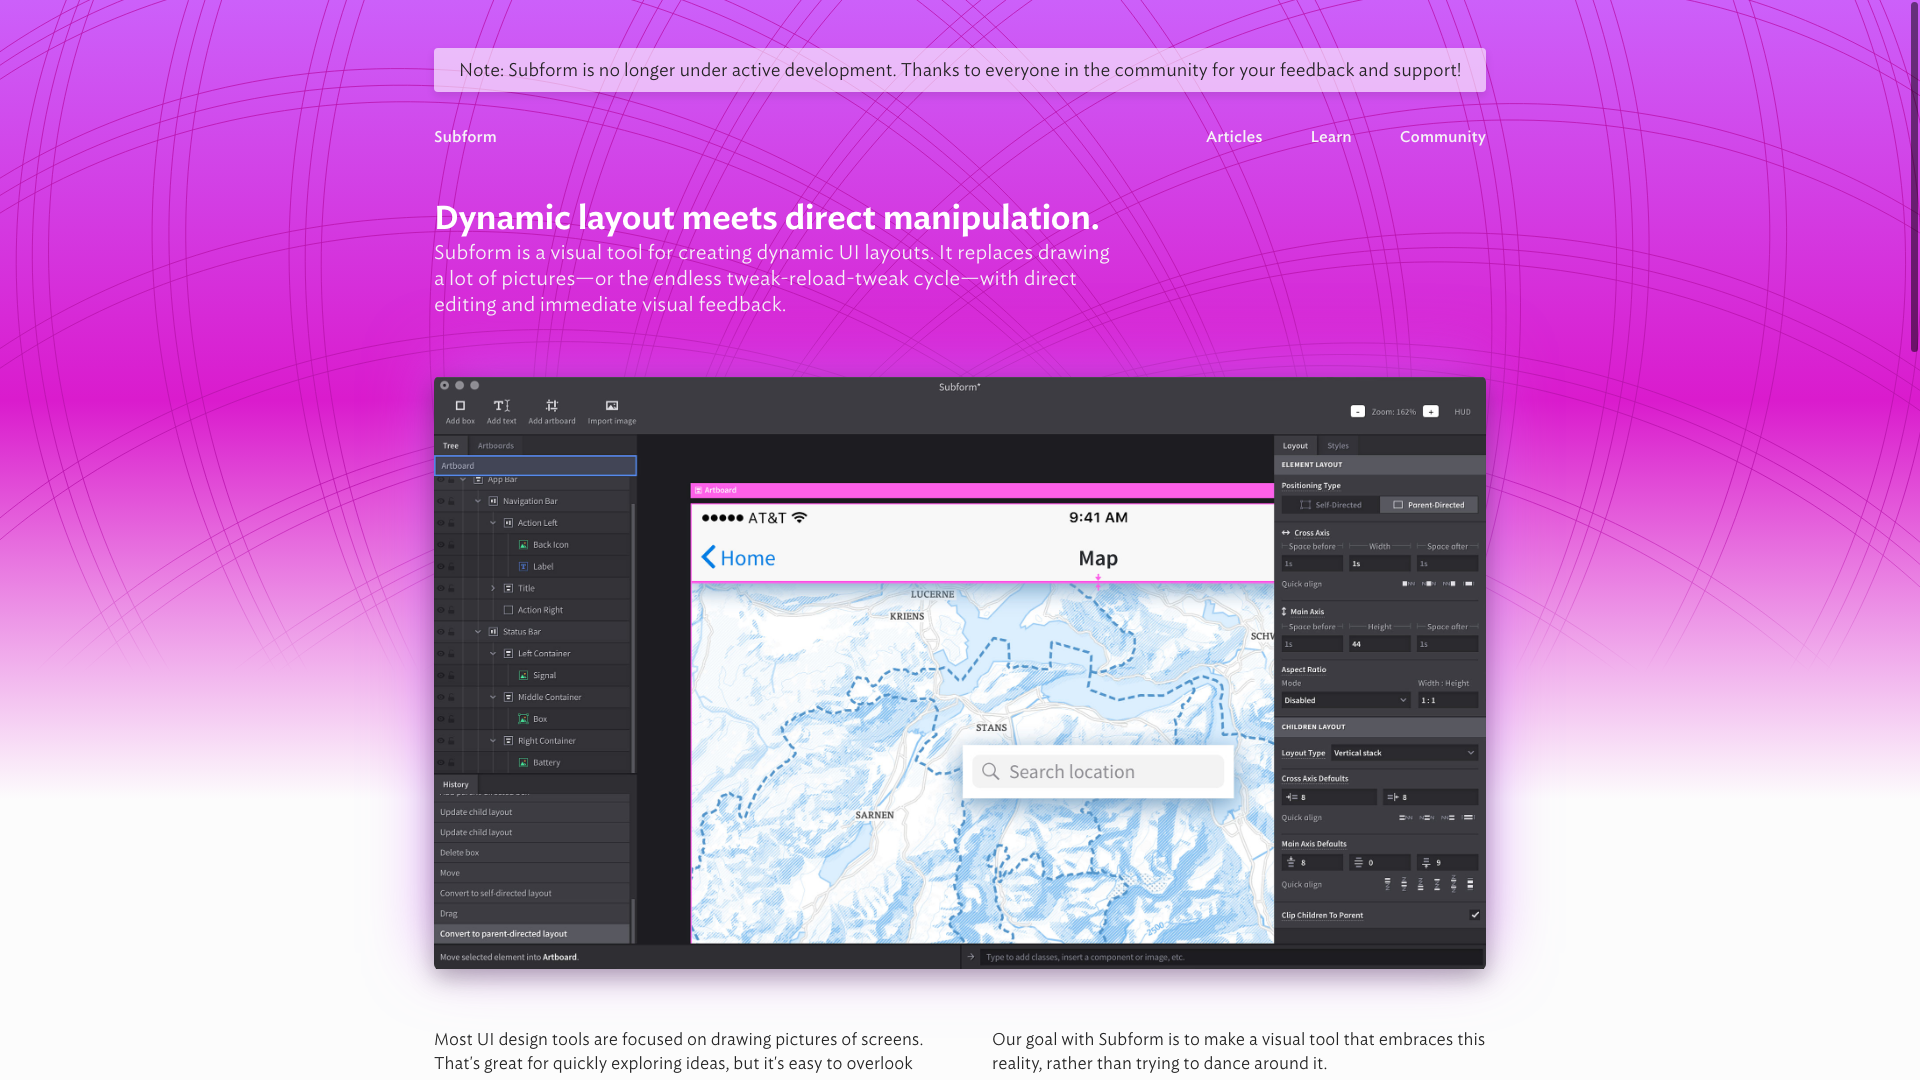 Note: Subform is no longer under active development. Thanks to everyone in the community for your feedback and support!
Subform
Articles
Learn
Community
Dynamic layout meets direct manipulation.
Subform is a visual tool for creating dynamic UI layouts. It replaces drawing
a lot of pictures—or the endless tweak-reload-tweak cycle—with direct
editing and immediate visual feedback.
Subform*
Add box
Add text
Add artboard
Import image
- Zoom: 162% +
HUD
Tree
Artboards
Artboard
App Bar
Navigation Bar
Action Left
Back Icon
Label
Title
Action Right
Status Bar
Left Container
Signal
Middle Container
Box
Right Container
Battery
History
Update child layout
Update child layout
Delete box
Move
Convert to self-directed layout
Drag
Convert to parent-directed layout
Move selected element into Artboard.
Artboard
AT&T
9:41 AM
Home
Map
LUCERNE
KRIENS
SCHW
STANS
Search location
SARNEN
2500
Type to add classes, insert a component or image, etc.
Layout
Styles
ELEMENT LAYOUT
Positioning Type
Self-Directed
Parent-Directed
Cross Axis
Space before
Width
Space after
1s
1s
1s
Quick align
Main Axis
Space before
Height
Space after
1s
44
1s
Aspect Ratio
Mode
Width : Height
Disabled
1 : 1
CHILDREN LAYOUT
Layout Type
Vertical stack
Cross Axis Defaults
8
8
Quick align
Main Axis Defaults
8
0
9
Quick align
Clip Children To Parent
Most UI design tools are focused on drawing pictures of screens.
That's great for quickly exploring ideas, but it's easy to overlook
Our goal with Subform is to make a visual tool that embraces this
reality, rather than trying to dance around it.